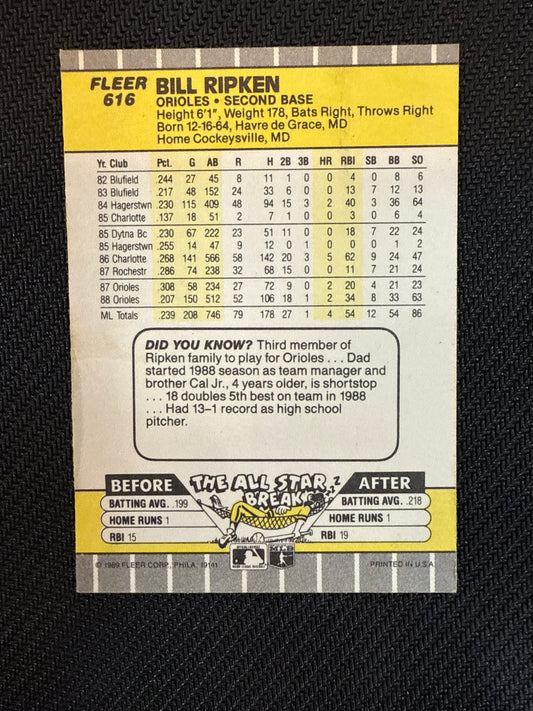 FLEER
616
BILL RIPKEN
ORIOLES • SECOND BASE
Height 6'1", Weight 178, Bats Right, Throws Right
Born 12-16-64, Havre de Grace, MD
Home Cockeysville, MD
Yr. Club Pct. G AB R H 2B 3B HR RBI SB BB SO
82 Blufield .244 27 45 8 11 1 0 0 4 0 8 6
83 Blufield .217 48 152 24 33 6 0 0 13 7 12 13
84 Hagerstwn .230 115 409 48 94 15 3 2 40 3 36 64
85 Charlotte .137 18 51 2 7 1 0 0 3 0 6 4
85 Dytna Bc .230 67 222 23 51 11 0 0 18 7 22 24
85 Hagerstwn .255 14 47 9 12 0 1 0 0 0 1 2
86 Charlotte .268 141 566 58 142 20 3 5 62 9 24 47
87 Rochestr .286 74 238 32 68 15 0 0 11 7 21 24
87 Orioles .308 58 234 27 72 9 0 2 20 4 21 23
88 Orioles .207 150 512 52 106 18 1 2 34 8 33 63
ML Totals .239 208 746 79 178 27 1 4 54 12 54 86
DID YOU KNOW? Third member of
Ripken family to play for Orioles . . . Dad
started 1988 season as team manager and
brother Cal Jr., 4 years older, is shortstop
. . . 18 doubles 5th best on team in 1988
. . . Had 13–1 record as high school
pitcher.
BEFORE THE ALL STAR BREAK AFTER
BATTING AVG. .199
HOME RUNS 1
RBI 15
BATTING AVG. .218
HOME RUNS 1
RBI 19
MLB
© 1989 FLEER CORP., PHILA. 19141
PRINTED IN U.S.A.